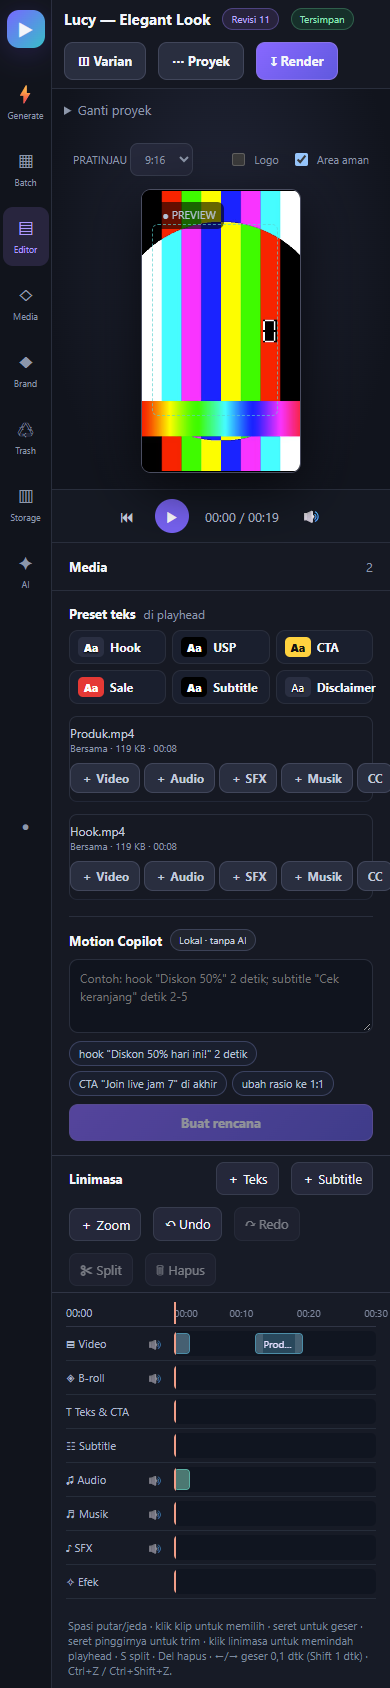 Lucy — Elegant Look
Revisi 11
Tersimpan
Varian
Proyek
Render
Generate
Batch
Editor
Media
Brand
Trash
Storage
AI
▶ Ganti proyek
PRATINJAU
9:16
Logo
Area aman
● PREVIEW
00:00 / 00:19
Media
2
Preset teks di playhead
Aa Hook
Aa USP
Aa CTA
Aa Sale
Aa Subtitle
Aa Disclaimer
Produk.mp4
Bersama · 119 KB · 00:08
+ Video
+ Audio
+ SFX
+ Musik
CC
Hook.mp4
Bersama · 119 KB · 00:08
+ Video
+ Audio
+ SFX
+ Musik
CC
Motion Copilot
Lokal · tanpa AI
Contoh: hook "Diskon 50%" 2 detik; subtitle "Cek
keranjang" detik 2-5
hook "Diskon 50% hari ini!" 2 detik
CTA "Join live jam 7" di akhir
ubah rasio ke 1:1
Buat rencana
Linimasa
+ Teks
+ Subtitle
+ Zoom
Undo
Redo
Split
Hapus
00:00
00:00
00:10
00:20
00:30
Video
Prod...
B-roll
T Teks & CTA
Subtitle
Audio
Musik
SFX
Efek
Spasi putar/jeda · klik klip untuk memilih · seret untuk geser ·
seret pinggirnya untuk trim · klik linimasa untuk memindah
playhead · S split · Del hapus · ←/→ geser 0,1 dtk (Shift 1 dtk) ·
Ctrl+Z / Ctrl+Shift+Z.